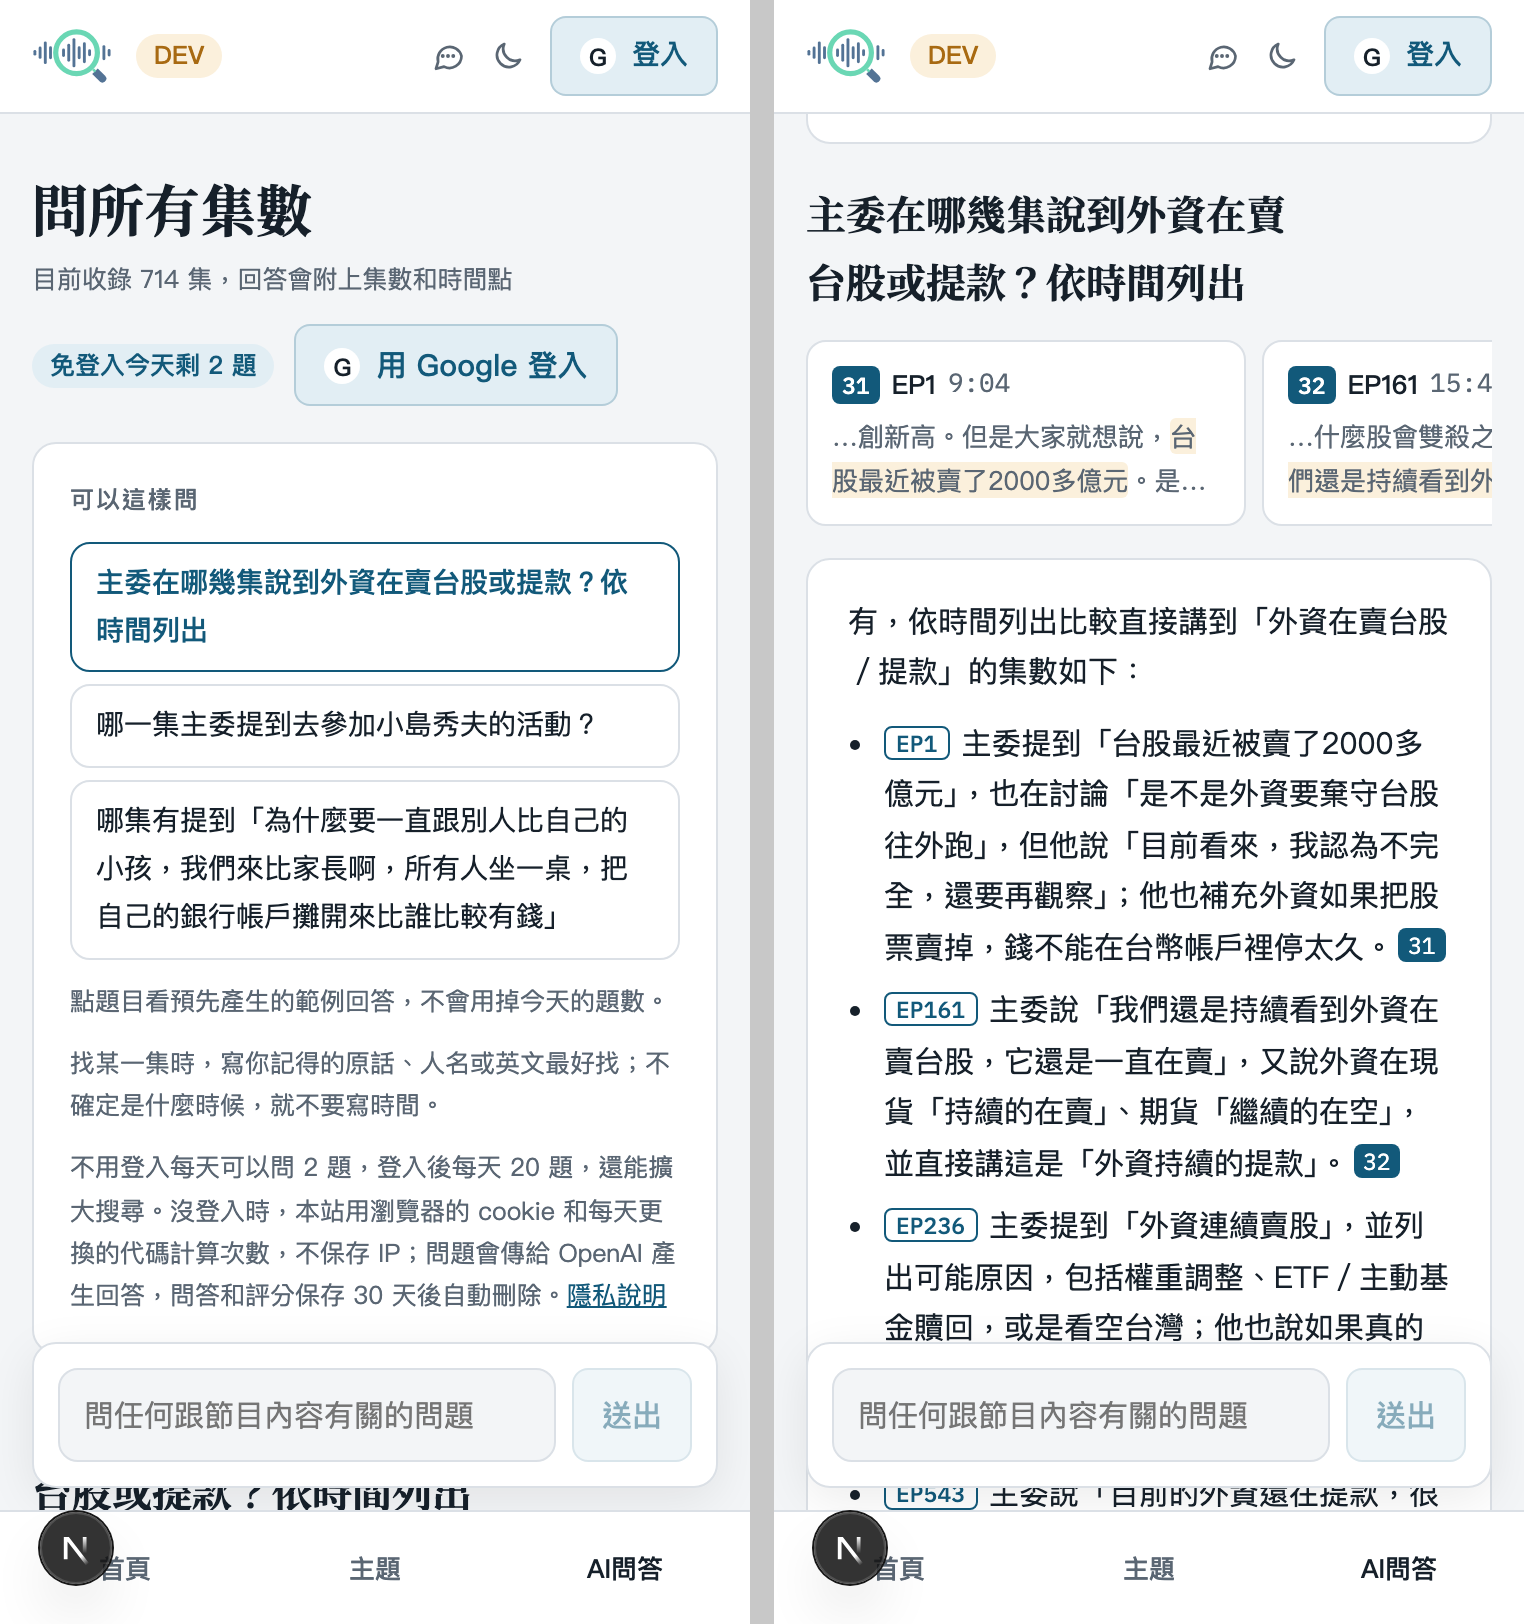 DEV
G 登入
問所有集數
目前收錄 714 集，回答會附上集數和時間點
免登入今天剩 2 題
G 用 Google 登入
可以這樣問
主委在哪幾集說到外資在賣台股或提款？依
時間列出
哪一集主委提到去參加小島秀夫的活動？
哪集有提到「為什麼要一直跟別人比自己的
小孩，我們來比家長啊，所有人坐一桌，把
自己的銀行帳戶攤開來比誰比較有錢」
點題目看預先產生的範例回答，不會用掉今天的題數。
找某一集時，寫你記得的原話、人名或英文最好找；不
確定是什麼時候，就不要寫時間。
不用登入每天可以問 2 題，登入後每天 20 題，還能擴
大搜尋。沒登入時，本站用瀏覽器的 cookie 和每天更
換的代碼計算次數，不保存 IP；問題會傳給 OpenAI 產
生回答，問答和評分保存 30 天後自動刪除。隱私說明
問任何跟節目內容有關的問題
送出
台股或提款？依時間列出
N
首頁
主題
AI問答
DEV
G 登入
主委在哪幾集說到外資在賣
台股或提款？依時間列出
31 EP1 9:04
...創新高。但是大家就想說，台
股最近被賣了2000多億元。是...
32 EP161 15:4
...什麼股會雙殺之
們還是持續看到外
有，依時間列出比較直接講到「外資在賣台股
/ 提款」的集數如下：
• EP1 主委提到「台股最近被賣了2000多
億元」，也在討論「是不是外資要棄守台股
往外跑」，但他說「目前看來，我認為不完
全，還要再觀察」；他也補充外資如果把股
票賣掉，錢不能在台幣帳戶裡停太久。 31
• EP161 主委說「我們還是持續看到外資在
賣台股，它還是一直在賣」，又說外資在現
貨「持續的在賣」、期貨「繼續的在空」，
並直接講這是「外資持續的提款」。 32
• EP236 主委提到「外資連續賣股」，並列
出可能原因，包括權重調整、ETF / 主動基
金贖回，或是看空台灣；他也說如果真的
問任何跟節目內容有關的問題
送出
• EP543 主委說「目前的外資還在提款，很
N
首頁
主題
AI問答